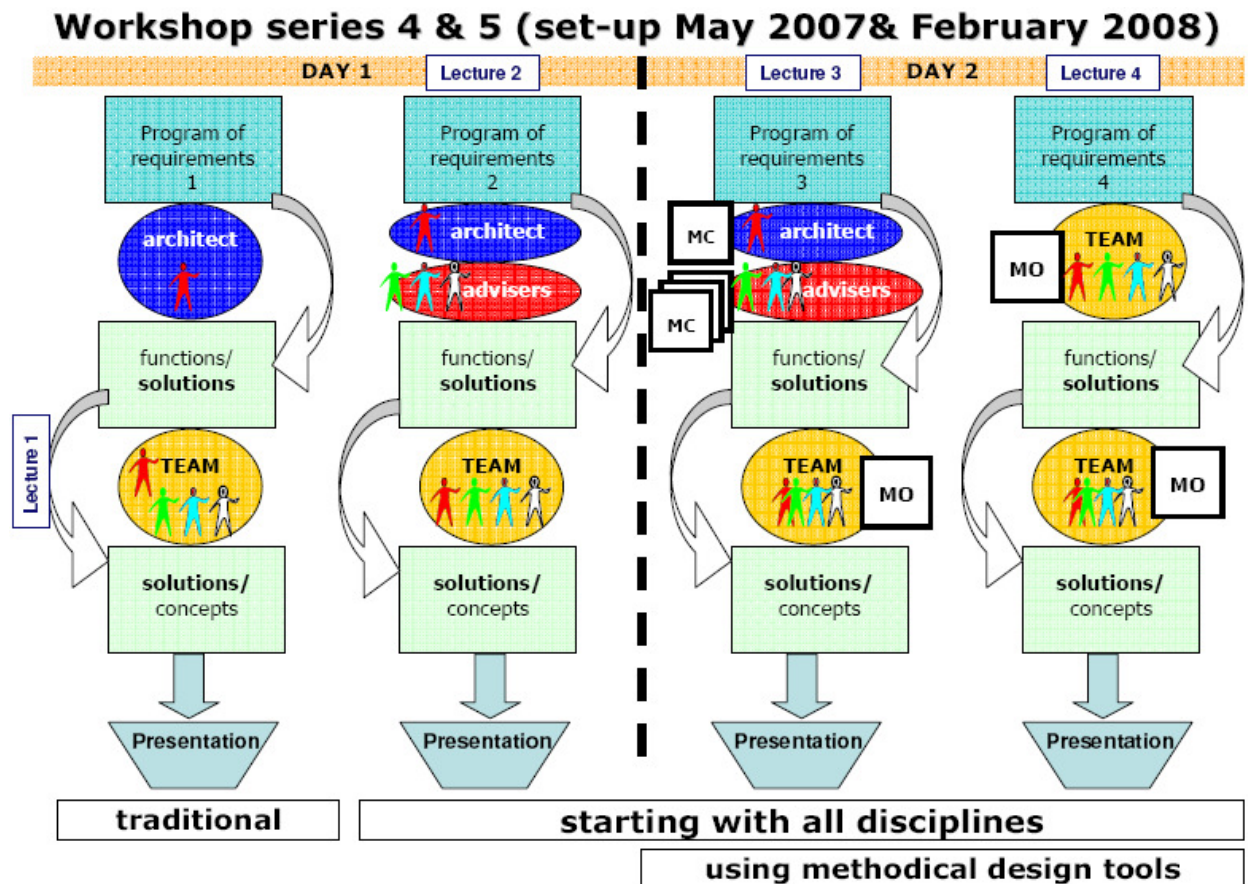 Workshop series 4 & 5 (set-up May 2007& February 2008)
DAY 1
Lecture 2
Lecture 3
DAY 2
Lecture 4
Program of
requirements
1
architect
functions/
solutions
Lecture 1
TEAM
solutions/
concepts
Presentation
Program of
requirements
2
architect
advisers
functions/
solutions
TEAM
solutions/
concepts
Presentation
Program of
requirements
3
MC
architect
MC
advisers
functions/
solutions
TEAM
MO
solutions/
concepts
Presentation
Program of
requirements
4
TEAM
MO
functions/
solutions
TEAM
MO
solutions/
concepts
Presentation
traditional
starting with all disciplines
using methodical design tools